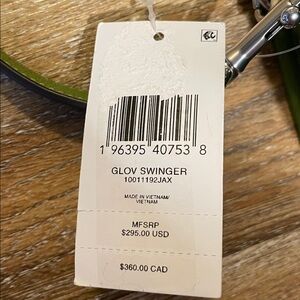 1 96395 40753 8
GLOV SWINGER
10011192JAX
MADE IN VIETNAM/
VIETNAM
MFSRP
$295.00 USD
$360.00 CAD